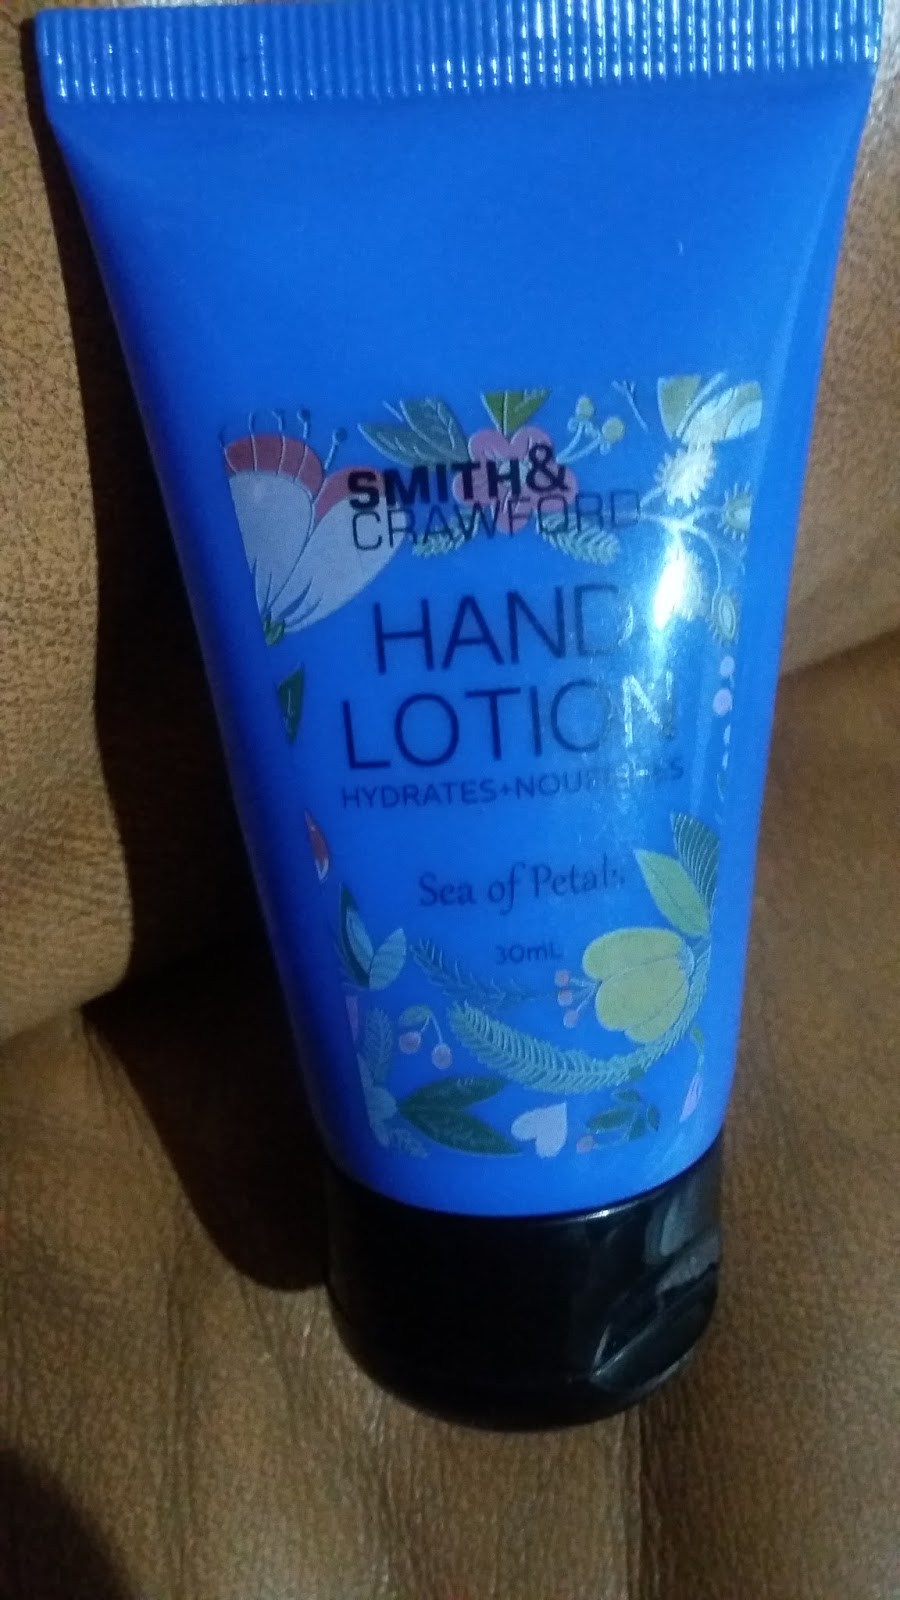 SMITH&
CRAWFORD
HAND
LOTION
HYDRATES+NOURISHES
Sea of Petals
30mL